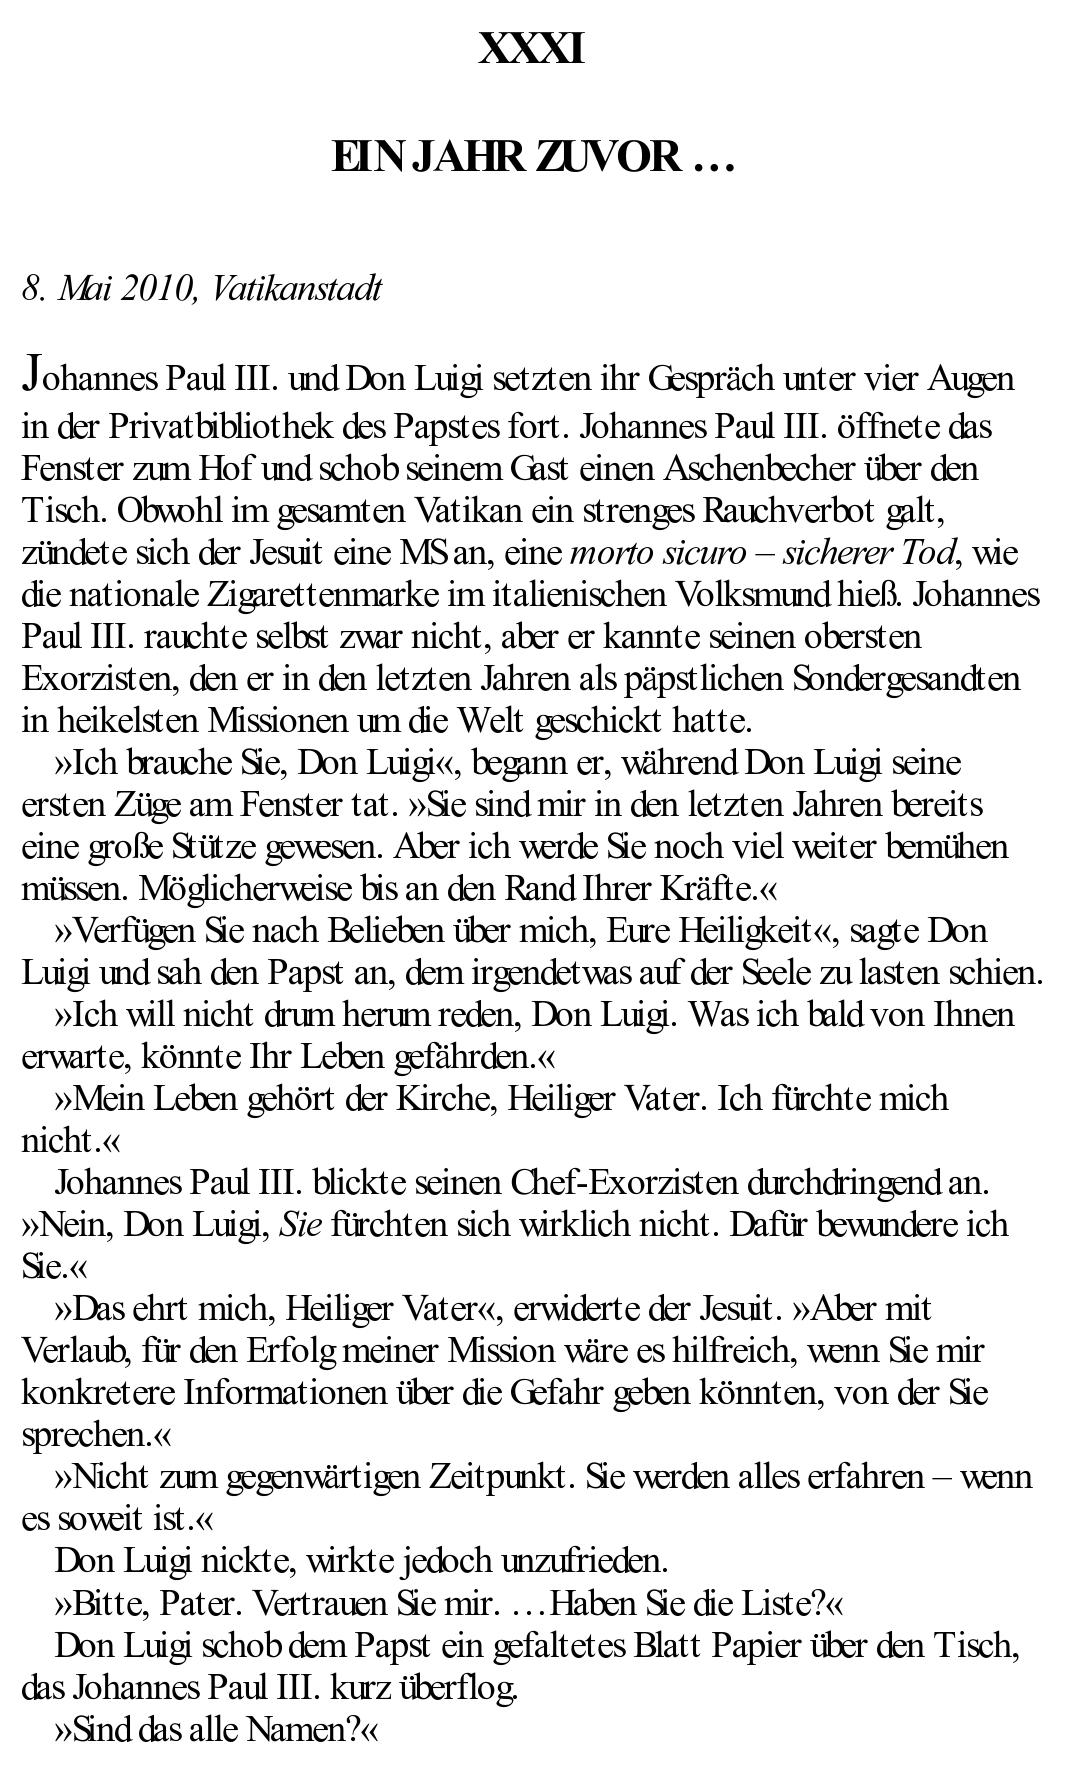 XXXI
EIN JAHR ZUVOR …
8. Mai 2010, Vatikanstadt
Johannes Paul III. und Don Luigi setzten ihr Gespräch unter vier Augen
in der Privatbibliothek des Papstes fort. Johannes Paul III. öffnete das
Fenster zum Hof und schob seinem Gast einen Aschenbecher über den
Tisch. Obwohl im gesamten Vatikan ein strenges Rauchverbot galt,
zündete sich der Jesuit eine MS an, eine morto sicuro – sicherer Tod, wie
die nationale Zigarettenmarke im italienischen Volksmund hieß. Johannes
Paul III. rauchte selbst zwar nicht, aber er kannte seinen obersten
Exorzisten, den er in den letzten Jahren als päpstlichen Sondergesandten
in heikelsten Missionen um die Welt geschickt hatte.
»Ich brauche Sie, Don Luigi«, begann er, während Don Luigi seine
ersten Züge am Fenster tat. »Sie sind mir in den letzten Jahren bereits
eine große Stütze gewesen. Aber ich werde Sie noch viel weiter bemühen
müssen. Möglicherweise bis an den Rand Ihrer Kräfte.«
»Verfügen Sie nach Belieben über mich, Eure Heiligkeit«, sagte Don
Luigi und sah den Papst an, dem irgendetwas auf der Seele zu lasten schien.
»Ich will nicht drum herum reden, Don Luigi. Was ich bald von Ihnen
erwarte, könnte Ihr Leben gefährden.«
»Mein Leben gehört der Kirche, Heiliger Vater. Ich fürchte mich
nicht.«
Johannes Paul III. blickte seinen Chef-Exorzisten durchdringend an.
»Nein, Don Luigi, Sie fürchten sich wirklich nicht. Dafür bewundere ich
Sie.«
»Das ehrt mich, Heiliger Vater«, erwiderte der Jesuit. »Aber mit
Verlaub, für den Erfolg meiner Mission wäre es hilfreich, wenn Sie mir
konkretere Informationen über die Gefahr geben könnten, von der Sie
sprechen.«
»Nicht zum gegenwärtigen Zeitpunkt. Sie werden alles erfahren – wenn
es soweit ist.«
Don Luigi nickte, wirkte jedoch unzufrieden.
»Bitte, Pater. Vertrauen Sie mir. … Haben Sie die Liste?«
Don Luigi schob dem Papst ein gefaltetes Blatt Papier über den Tisch,
das Johannes Paul III. kurz überflog.
»Sind das alle Namen?«